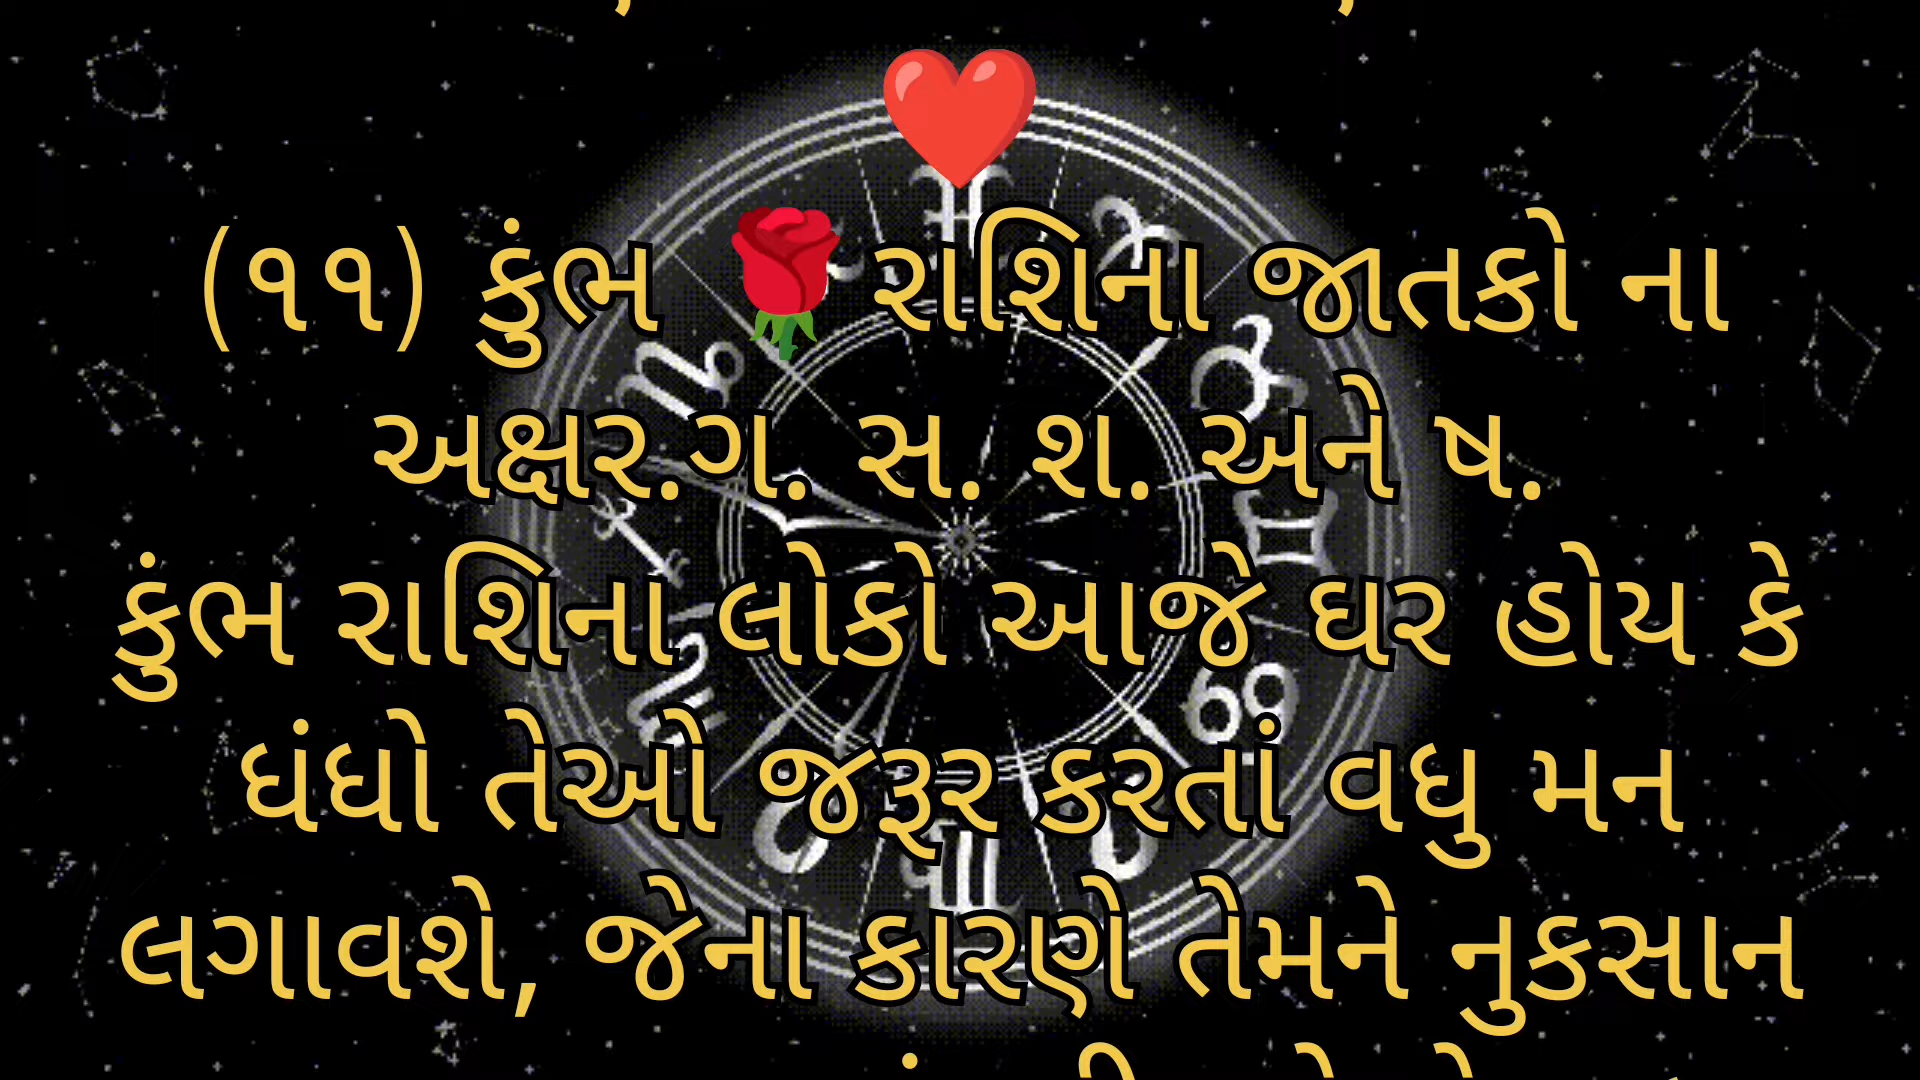 (૧૧) કુંભ 🌹 રાશિના જાતકો ના
અક્ષર.ગ. સ. શ. અને ષ.
કુંભ રાશિના લોકો આજે ઘર હોય કે
ધંધો તેઓ જરૂર કરતાં વધુ મન
લગાવશે, જેના કારણે તેમને નુકસાન